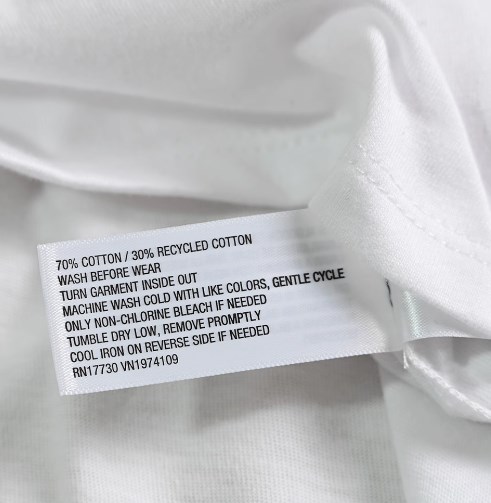 70% COTTON / 30% RECYCLED COTTON
WASH BEFORE WEAR
TURN GARMENT INSIDE OUT
MACHINE WASH COLD WITH LIKE COLORS, GENTLE CYCLE
ONLY NON-CHLORINE BLEACH IF NEEDED
TUMBLE DRY LOW, REMOVE PROMPTLY
COOL IRON ON REVERSE SIDE IF NEEDED
RN17730 VN1974109